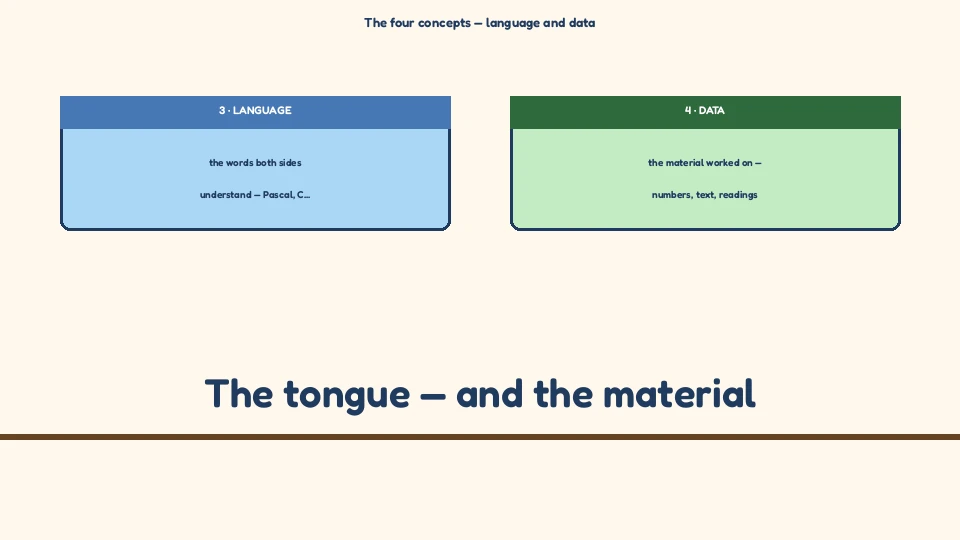 The four concepts — language and data
3 · LANGUAGE
the words both sides
understand — Pascal, C...
4 · DATA
the material worked on —
numbers, text, readings
The tongue — and the material